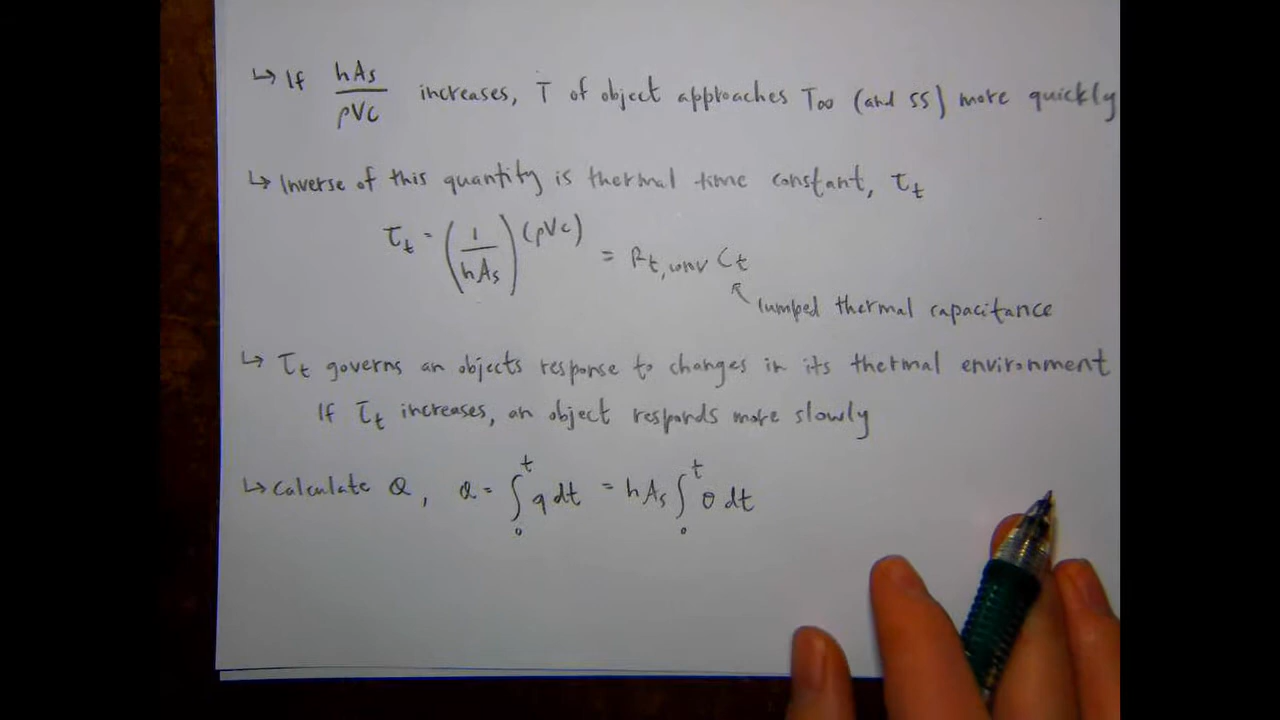 ↳ If hAs/ρVc increases, T of object approaches T∞ (and ss) more quickly
↳ Inverse of this quantity is thermal time constant, τt
τt = (1/hAs)(ρVc) = Rt,conv Ct
lumped thermal capacitance
↳ τt governs an objects response to changes in its thermal environment
If τt increases, an object responds more slowly
↳ Calculate Q, Q = ∫₀ᵗ q dt = hAs ∫₀ᵗ θ dt